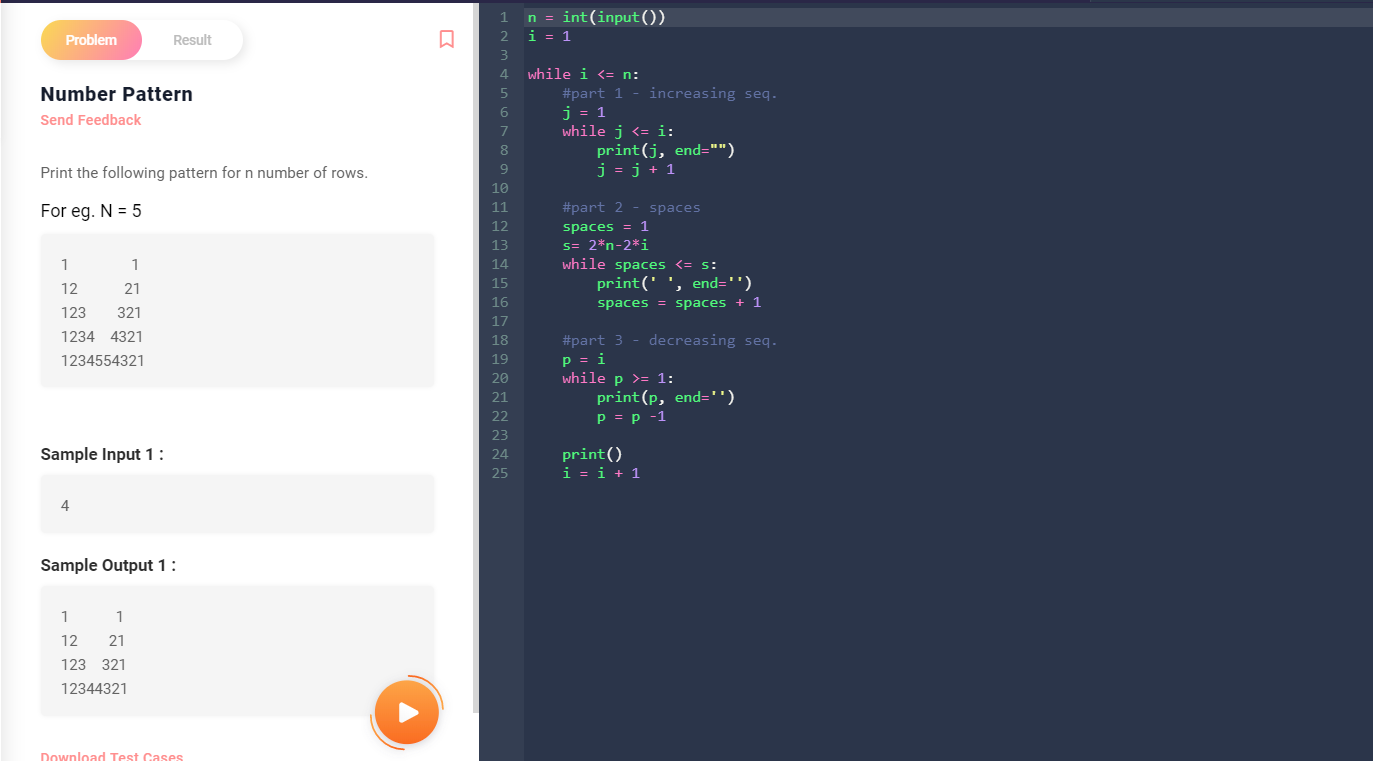 Problem
Result
Number Pattern
Send Feedback
Print the following pattern for n number of rows.
For eg. N = 5
1               1
12           21
123       321
1234    4321
1234554321
Sample Input 1 :
4
Sample Output 1 :
1           1
12       21
123    321
12344321
Download Test Cases
1 n = int(input())
2 i = 1
3
4 while i <= n:
5     #part 1 - increasing seq.
6     j = 1
7     while j <= i:
8         print(j, end="")
9         j = j + 1
10
11     #part 2 - spaces
12     spaces = 1
13     s= 2*n-2*i
14     while spaces <= s:
15         print(' ', end='')
16         spaces = spaces + 1
17
18     #part 3 - decreasing seq.
19     p = i
20     while p >= 1:
21         print(p, end='')
22         p = p -1
23
24     print()
25     i = i + 1